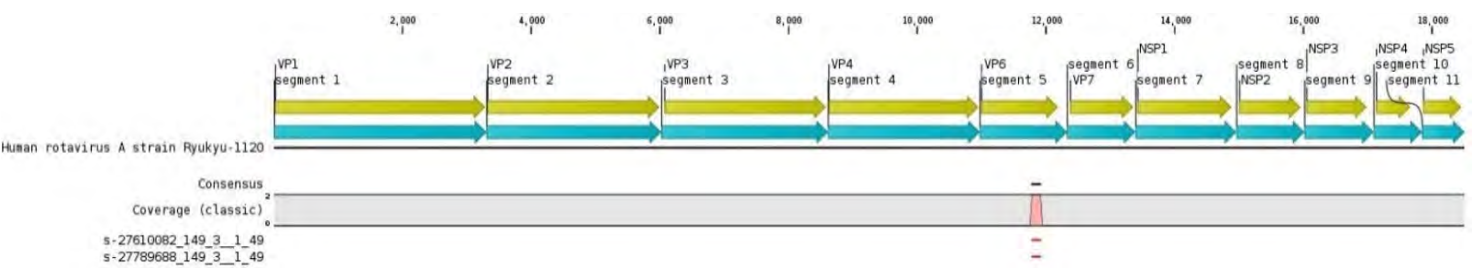 2,000 4,000 6,000 8,000 10,000 12,000 14,000 16,000 18,000
NSP1 NSP3 NSP4 NSP5
VP1 VP2 VP3 VP4 VP6 segment 6 segment 8 segment 10
segment 1 segment 2 segment 3 segment 4 segment 5 VP7 segment 7 NSP2 segment 9 segment 11
Human rotavirus A strain Ryukyu-1120
Consensus
2
Coverage (classic)
0
s-27610082_149_3__1_49
s-27789688_149_3__1_49